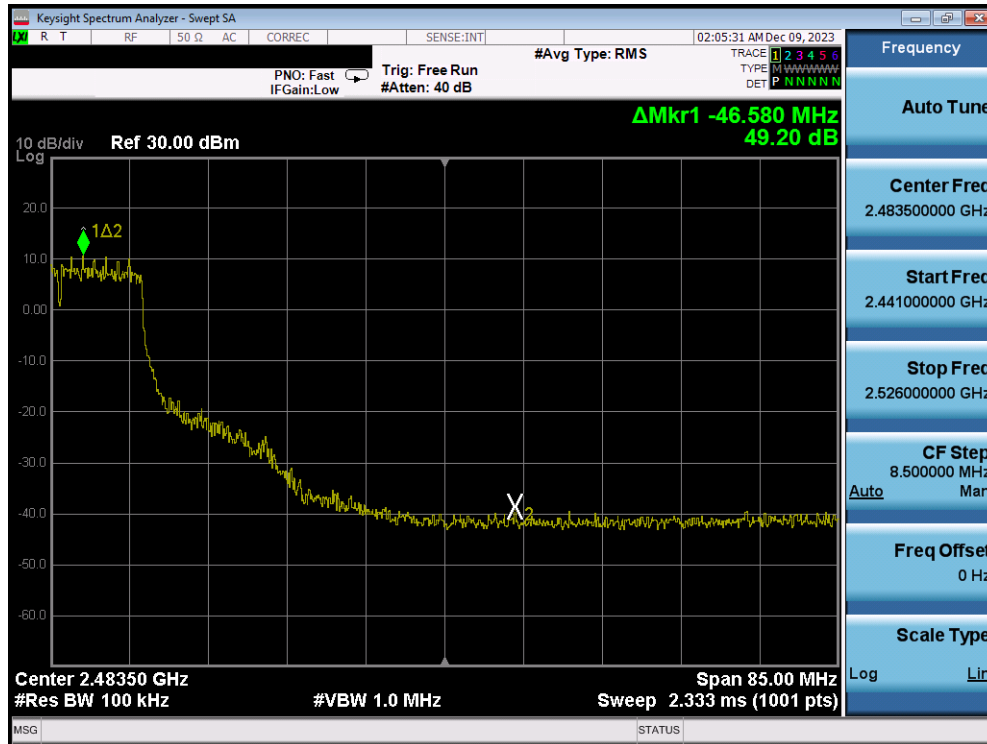 Keysight Spectrum Analyzer - Swept SA
LXI R T RF 50 Ω AC CORREC SENSE:INT 02:05:31 AM Dec 09, 2023
#Avg Type: RMS
TRACE 1 2 3 4 5 6
PNO: Fast Trig: Free Run
TYPE M W W W W W
IFGain:Low #Atten: 40 dB
DET P N N N N N
ΔMkr1 -46.580 MHz
49.20 dB
10 dB/div Ref 30.00 dBm
Log
20.0
1Δ2
10.0
0.00
-10.0
-20.0
-30.0
-40.0
X2
-50.0
-60.0
Center 2.48350 GHz Span 85.00 MHz
#Res BW 100 kHz #VBW 1.0 MHz Sweep 2.333 ms (1001 pts)
MSG STATUS
Frequency
Auto Tune
Center Freq
2.483500000 GHz
Start Freq
2.441000000 GHz
Stop Freq
2.526000000 GHz
CF Step
8.500000 MHz
Auto Man
Freq Offset
0 Hz
Scale Type
Log Lin